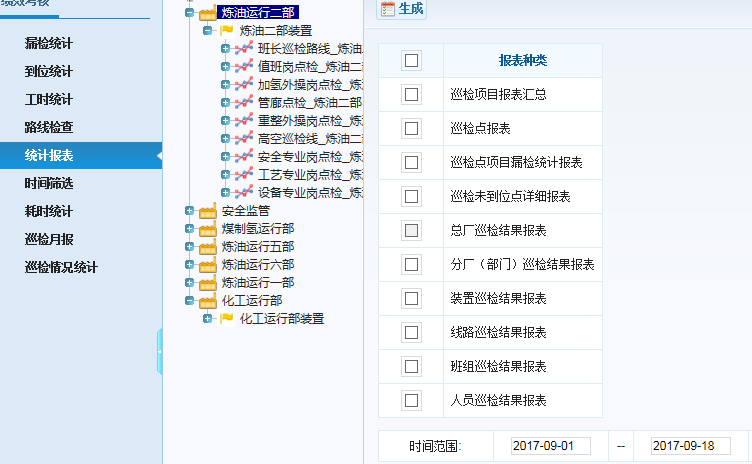 绩效考核
漏检统计
到位统计
工时统计
路线检查
统计报表
时间筛选
耗时统计
巡检月报
巡检情况统计
炼油运行二部
炼油二部装置
班长巡检路线_炼油
值班岗点检_炼油二
加氢外操岗点检_炼
管廊点检_炼油二部
重整外操岗点检_炼
高空巡检线_炼油二
安全专业岗点检_炼
工艺专业岗点检_炼
设备专业岗点检_炼
安全监管
煤制氢运行部
炼油运行五部
炼油运行六部
炼油运行一部
化工运行部
化工运行部装置
生成
报表种类
巡检项目报表汇总
巡检点报表
巡检点项目漏检统计报表
巡检未到位点详细报表
总厂巡检结果报表
分厂（部门）巡检结果报表
装置巡检结果报表
线路巡检结果报表
班组巡检结果报表
人员巡检结果报表
时间范围: 2017-09-01 -- 2017-09-18